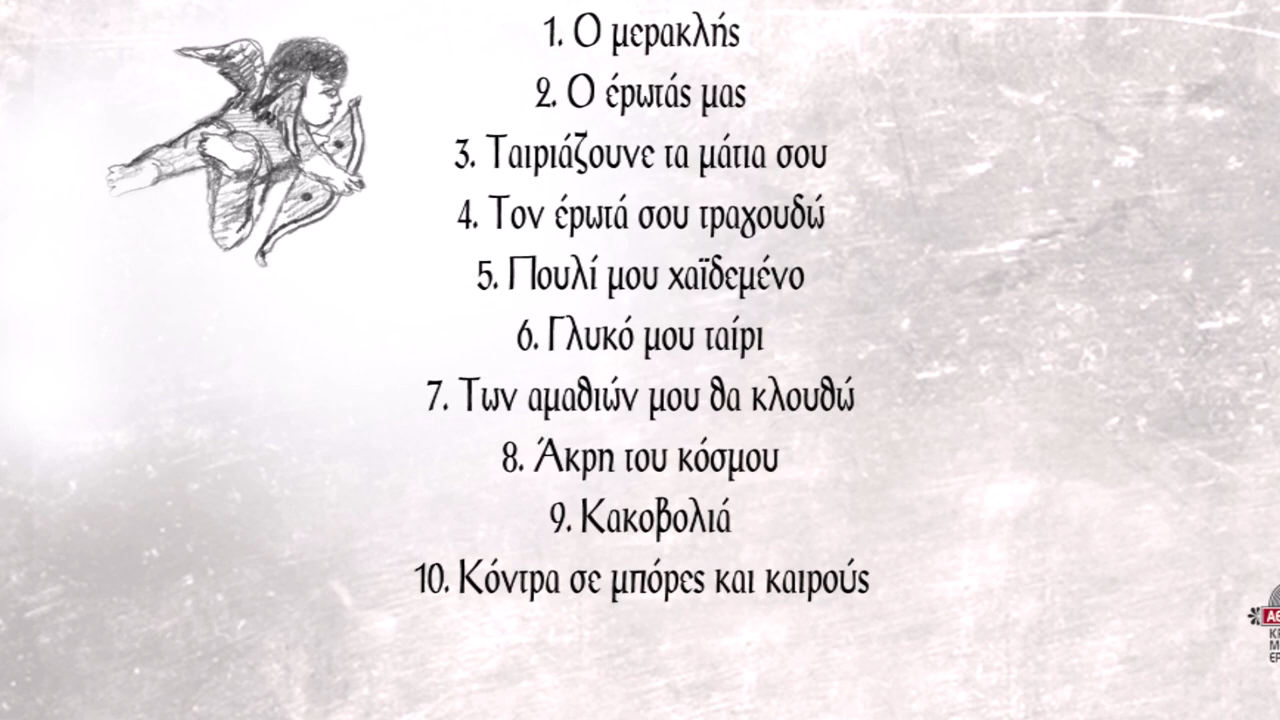 1. Ο μερακλής
2. Ο έρωτάς μας
3. Ταιριάζουνε τα μάτια σου
4. Τον έρωτά σου τραγουδώ
5. Πουλί μου χαϊδεμένο
6. Γλυκό μου ταίρι
7. Των αμαθιών μου θα κλουθώ
8. Άκρη του κόσμου
9. Κακοβολιά
10. Κόντρα σε μπόρες και καιρούς